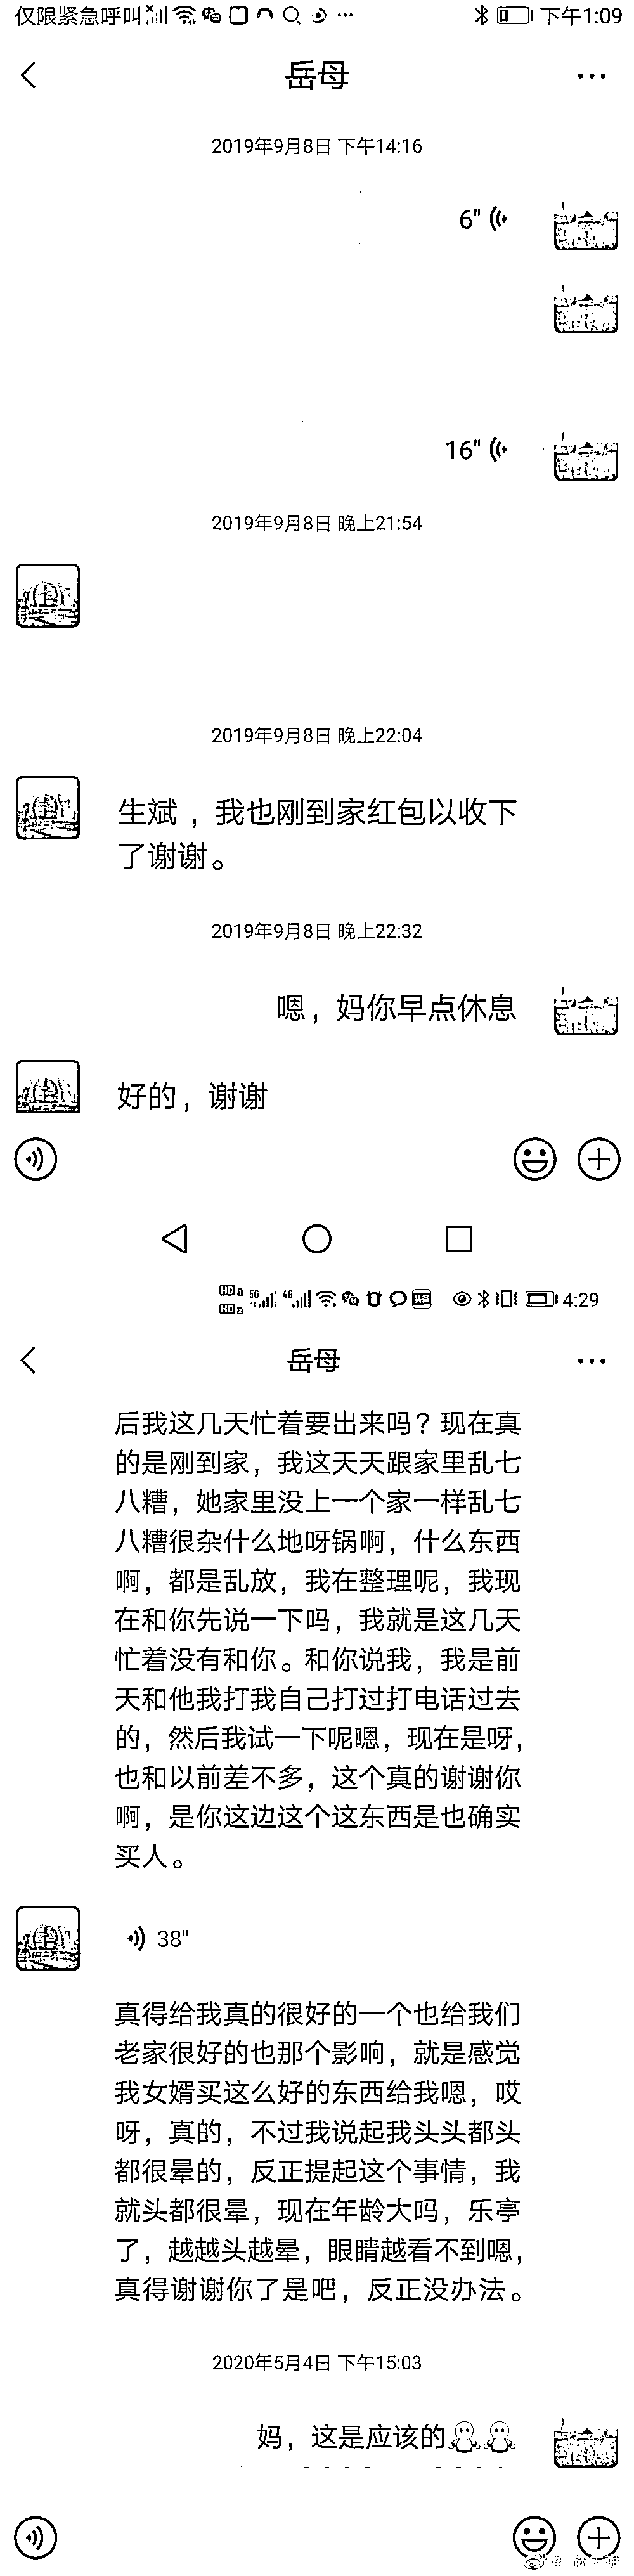 仅限紧急呼叫
下午1:09
岳母
2019年9月8日 下午14:16
6"
16"
2019年9月8日 晚上21:54
2019年9月8日 晚上22:04
生斌，我也刚到家红包以收下
了谢谢。
2019年9月8日 晚上22:32
嗯，妈你早点休息
好的，谢谢
HD1 5G 4G
HD2
4:29
岳母
后我这几天忙着要出来吗？现在真
的是刚到家，我这天天跟家里乱七
八糟，她家里没上一个家一样乱七
八糟很杂什么地呀锅啊，什么东西
啊，都是乱放，我在整理呢，我现
在和你先说一下吗，我就是这几天
忙着没有和你。和你说我，我是前
天和他我打我自己打过打电话过去
的，然后我试一下呢嗯，现在是呀，
也和以前差不多，这个真的谢谢你
啊，是你这边这个这东西是也确实
买人。
38"
真得给我真的很好的一个也给我们
老家很好的也那个影响，就是感觉
我女婿买这么好的东西给我嗯，哎
呀，真的，不过我说起我头头都头
都很晕的，反正提起这个事情，我
就头都很晕，现在年龄大吗，乐亭
了，越越头越晕，眼睛越看不到嗯，
真得谢谢你了是吧，反正没办法。
2020年5月4日 下午15:03
妈，这是应该的